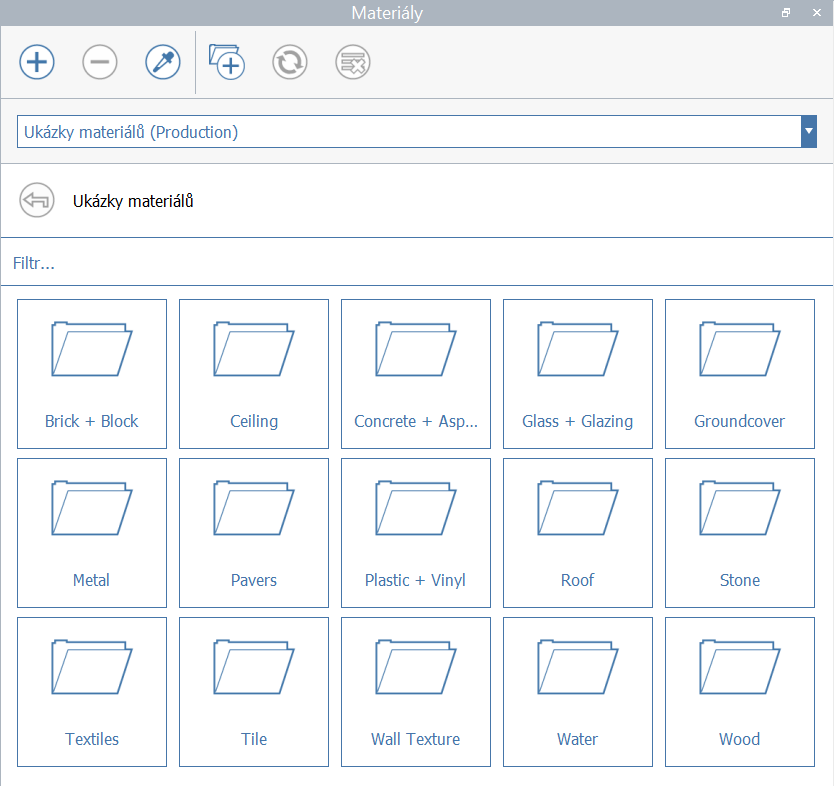 Materiály
Ukázky materiálů (Production)
Ukázky materiálů
Filtr...
Brick + Block
Ceiling
Concrete + Asp...
Glass + Glazing
Groundcover
Metal
Pavers
Plastic + Vinyl
Roof
Stone
Textiles
Tile
Wall Texture
Water
Wood